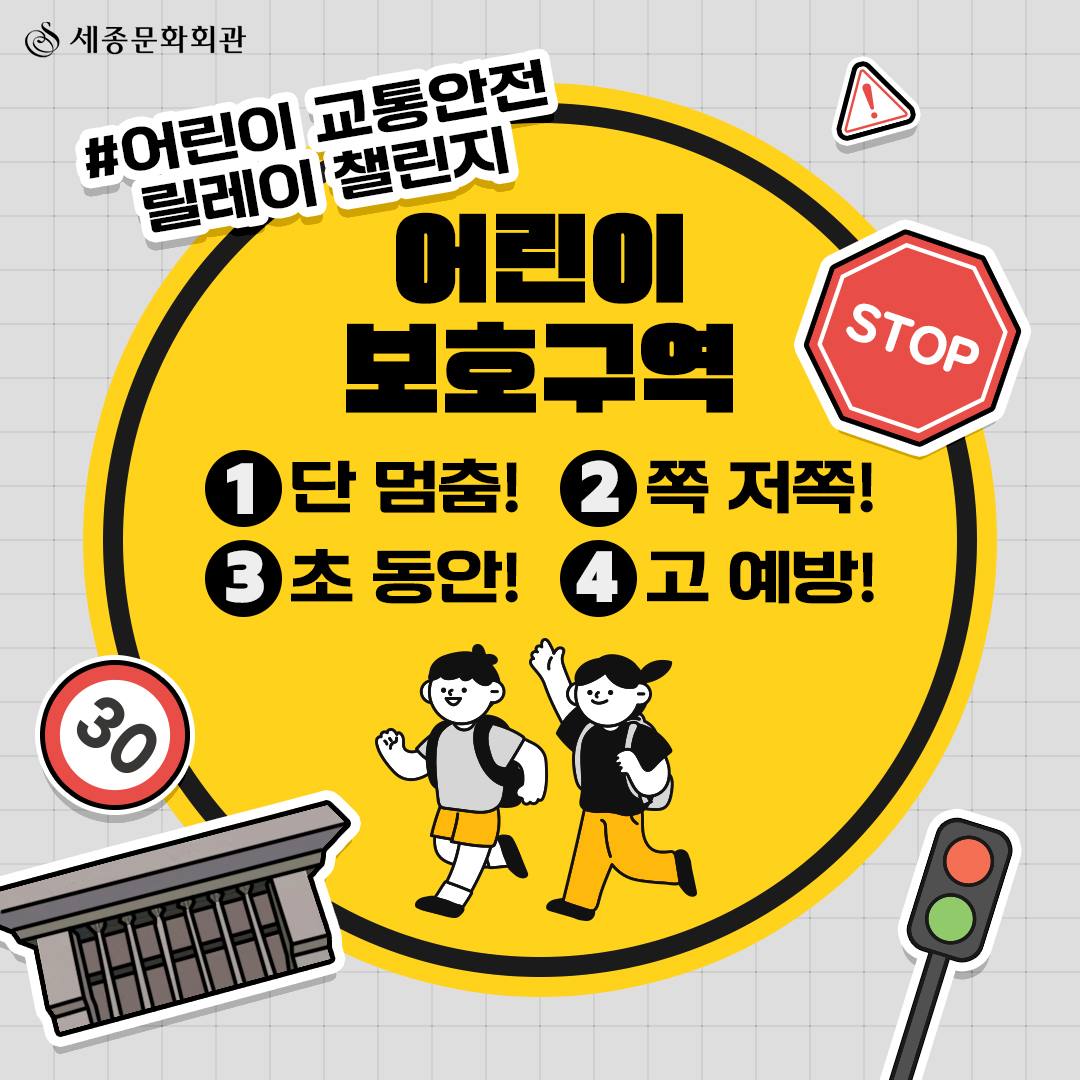 세종문화회관
#어린이 교통안전
릴레이 챌린지
어린이
보호구역
STOP
1단 멈춤! 2쪽 저쪽!
3초 동안! 4고 예방!
30
!